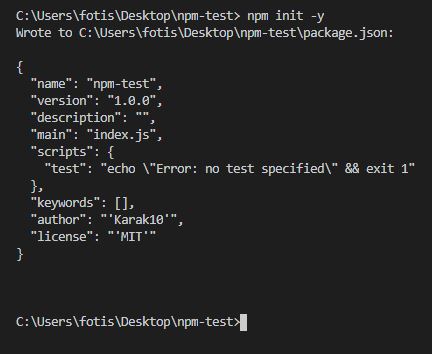 C:\Users\fotis\Desktop\npm-test> npm init -y
Wrote to C:\Users\fotis\Desktop\npm-test\package.json:
{
  "name": "npm-test",
  "version": "1.0.0",
  "description": "",
  "main": "index.js",
  "scripts": {
    "test": "echo \"Error: no test specified\" && exit 1"
  },
  "keywords": [],
  "author": "'Karak10'",
  "license": "'MIT'"
}
C:\Users\fotis\Desktop\npm-test>